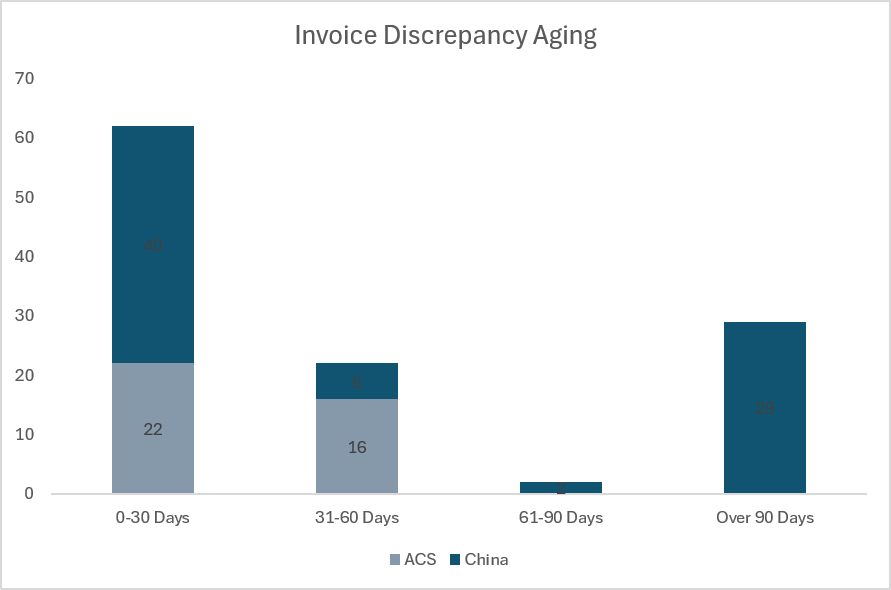 Invoice Discrepancy Aging
70
60
50
40
30
20
10
0
40
22
6
16
2
29
0-30 Days
31-60 Days
61-90 Days
Over 90 Days
ACS
China